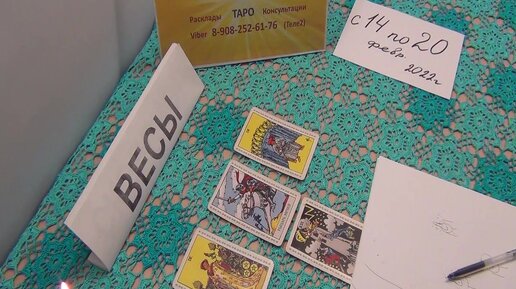 Расклады ТАРО Консультации
Viber 8-908-252-61-76 (Теле2)
с 14 по 20
февр. 2022г
ВЕСЫ